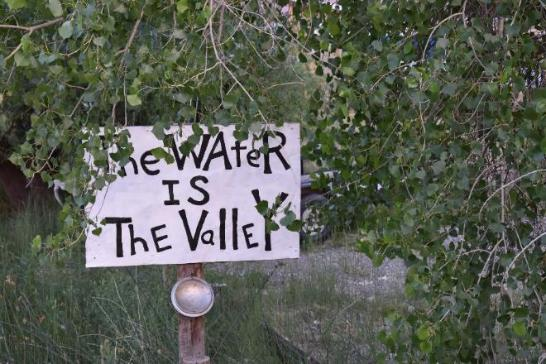 The WAteR
IS
The ValleY